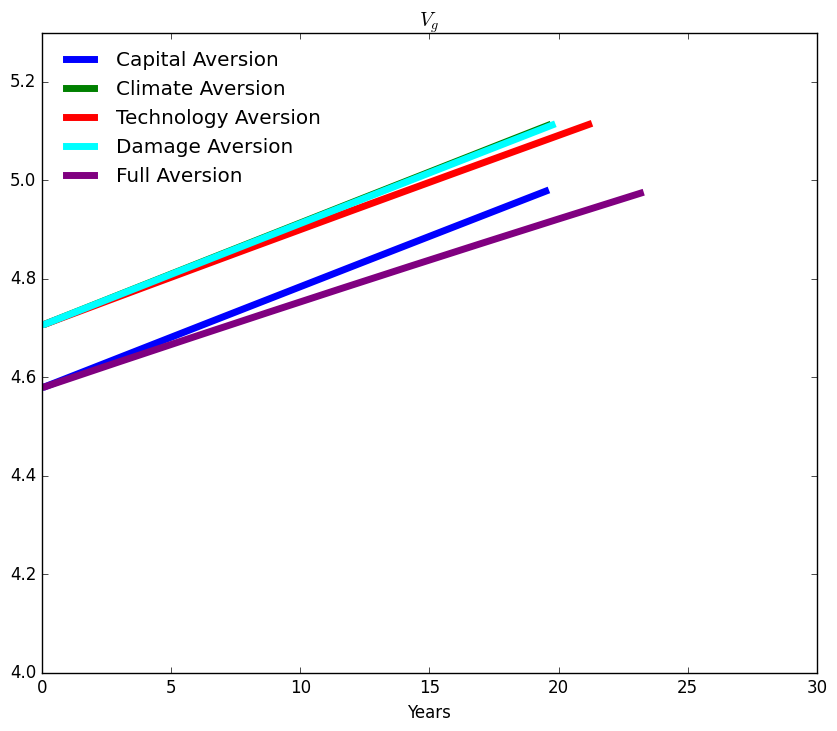 V_g
Capital Aversion
Climate Aversion
Technology Aversion
Damage Aversion
Full Aversion
5.2
5.0
4.8
4.6
4.4
4.2
4.0
0 5 10 15 20 25 30
Years